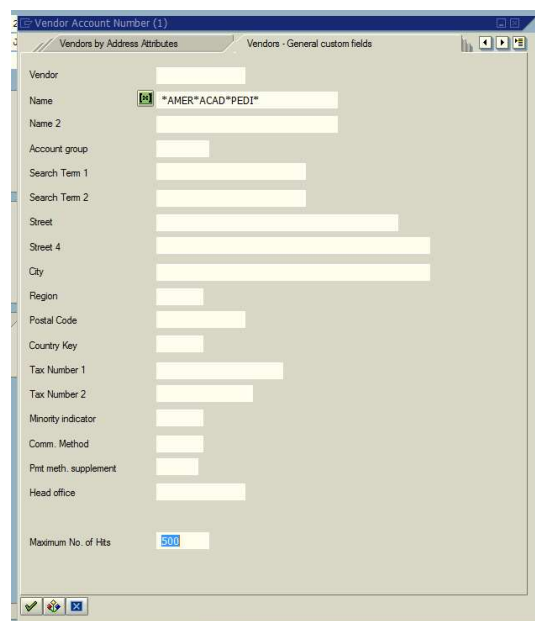 Vendor Account Number (1)
Vendors by Address Attributes Vendors - General custom fields
Vendor
Name *AMER*ACAD*PEDI*
Name 2
Account group
Search Term 1
Search Term 2
Street
Street 4
City
Region
Postal Code
Country Key
Tax Number 1
Tax Number 2
Minority indicator
Comm. Method
Pmt meth. supplement
Head office
Maximum No. of Hits 500